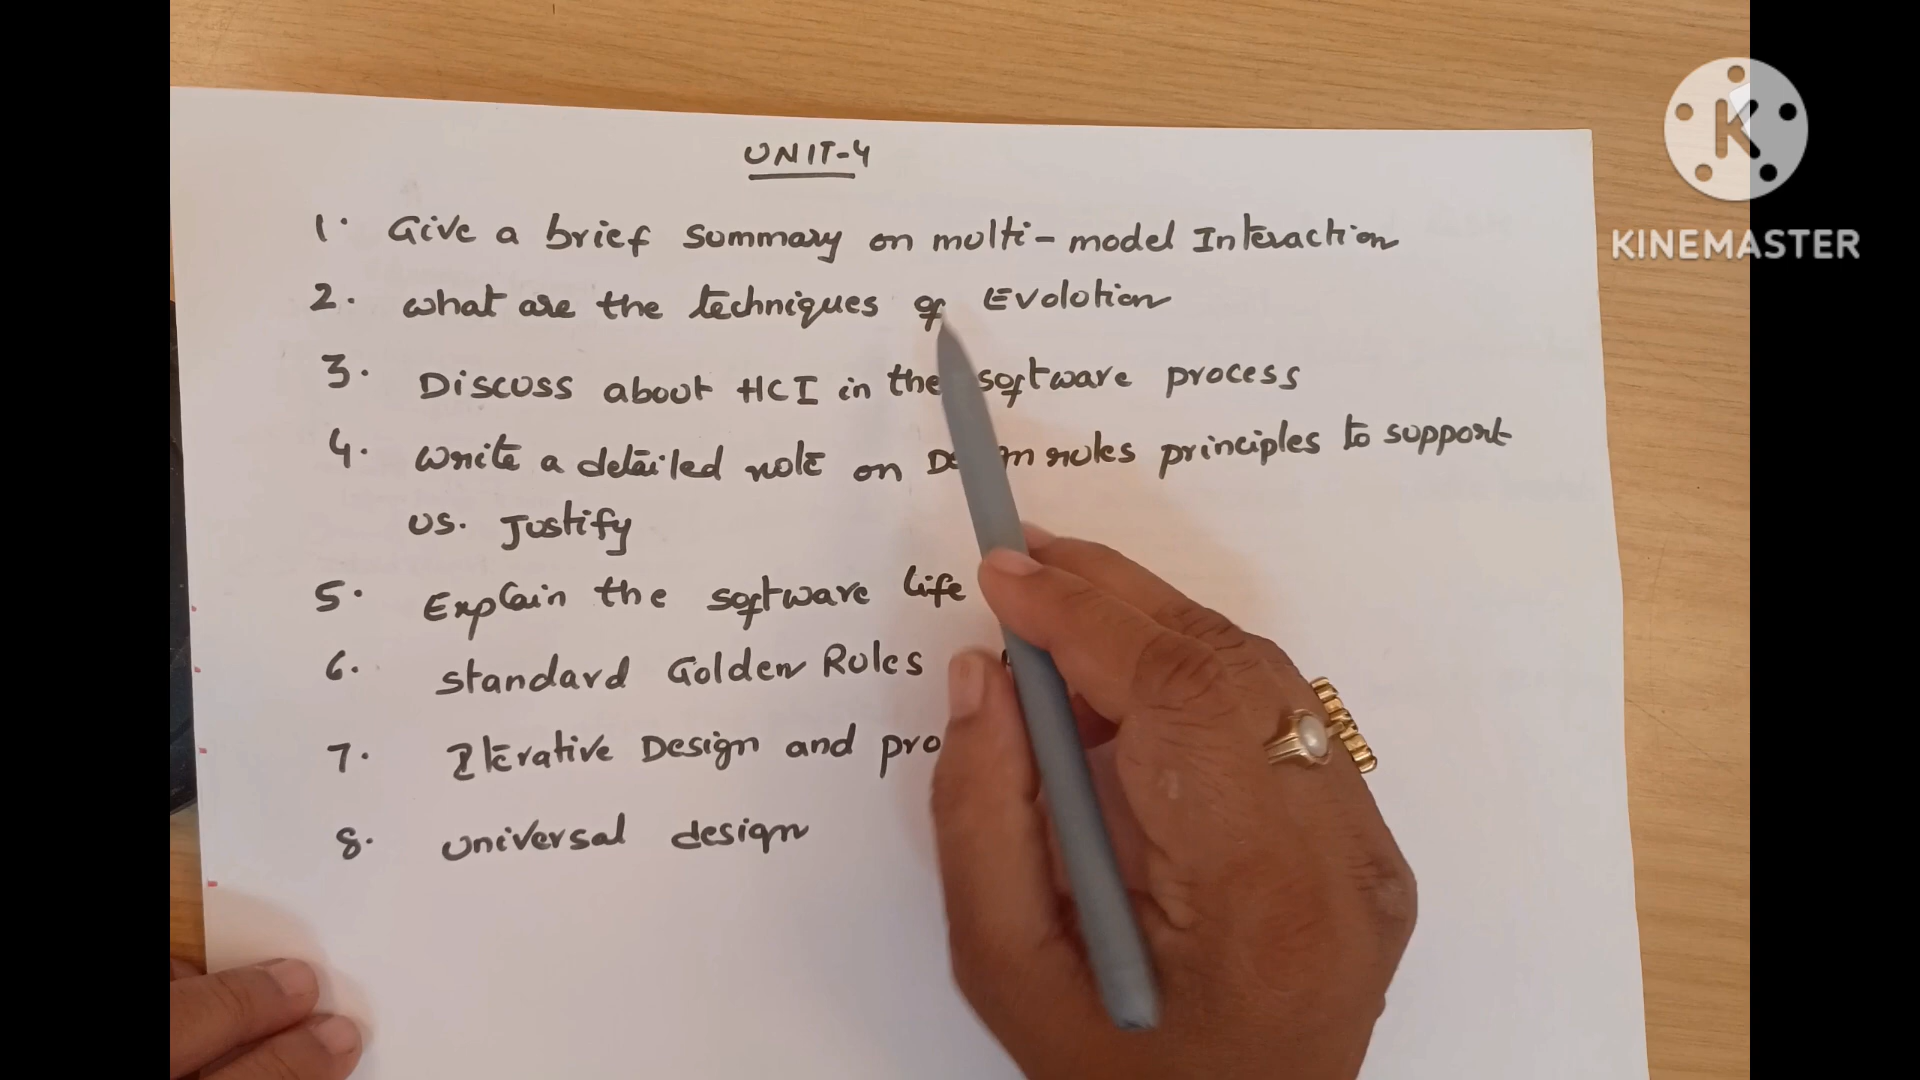 UNIT-4
1. Give a brief summary on multi-model Interaction
2. what are the techniques of Evolution
3. Discuss about HCI in the software process
4. write a detailed note on rules principles to support
us. Justify
5. Explain the software life
6. standard Golden Rules
7. Iterative Design and pro
8. universal design
KINEMASTER